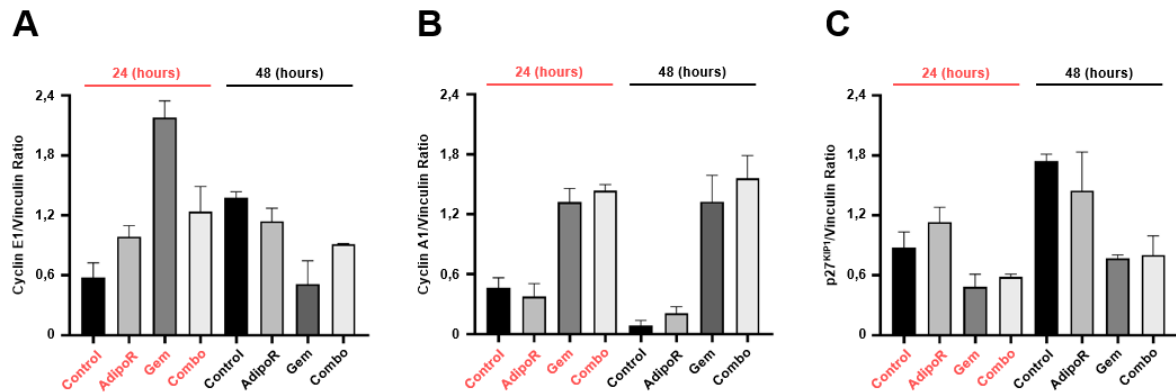 A
24 (hours)
48 (hours)
Cyclin E1/vinculin Ratio
2,4
1,8
1,2
0,6
0
Control
AdipoR
Gem
Combo
Control
AdipoR
Gem
Combo
B
24 (hours)
48 (hours)
Cyclin A1/Vinculin Ratio
2,4
1,8
1,2
0,6
0
Control
AdipoR
Gem
Combo
Control
AdipoR
Gem
Combo
C
24 (hours)
48 (hours)
p27KIP1/Vinculin Ratio
2,4
1,8
1,2
0,6
0
Control
AdipoR
Gem
Combo
Control
AdipoR
Gem
Combo